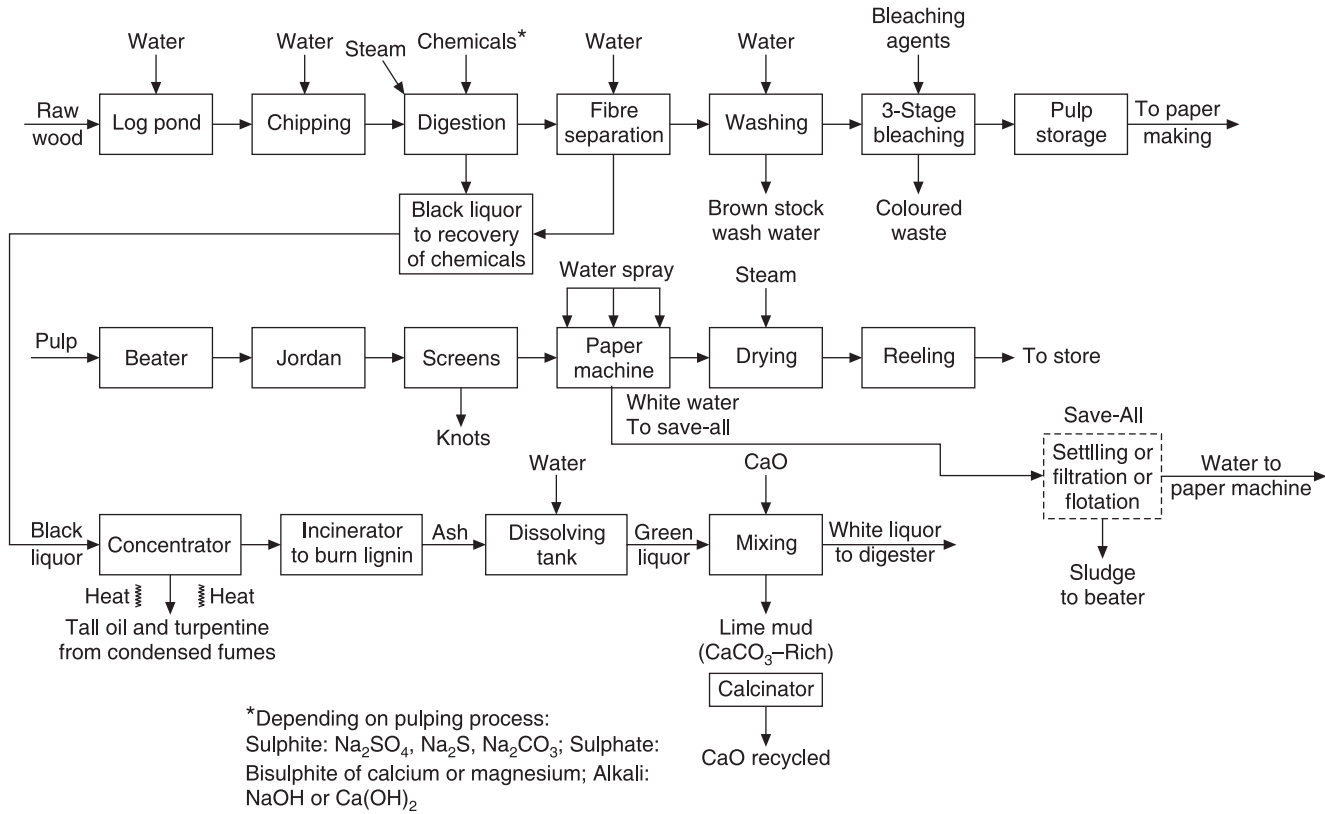 Water
Water
Steam
Chemicals*
Water
Water
Bleaching
agents
Raw
wood
Log pond
Chipping
Digestion
Fibre
separation
Washing
3-Stage
bleaching
Pulp
storage
To paper
making
Black liquor
to recovery
of chemicals
Brown stock
wash water
Coloured
waste
Water spray
Steam
Pulp
Beater
Jordan
Screens
Paper
machine
Drying
Reeling
To store
Knots
White water
To save-all
Save-All
Settlling or
filtration or
flotation
Water to
paper machine
Sludge
to beater
Water
CaO
Black
liquor
Concentrator
Incinerator
to burn lignin
Ash
Dissolving
tank
Green
liquor
Mixing
White liquor
to digester
Heat
Heat
Tall oil and turpentine
from condensed fumes
Lime mud
(CaCO₃–Rich)
Calcinator
CaO recycled
*Depending on pulping process:
Sulphite: Na₂SO₄, Na₂S, Na₂CO₃; Sulphate:
Bisulphite of calcium or magnesium; Alkali:
NaOH or Ca(OH)₂